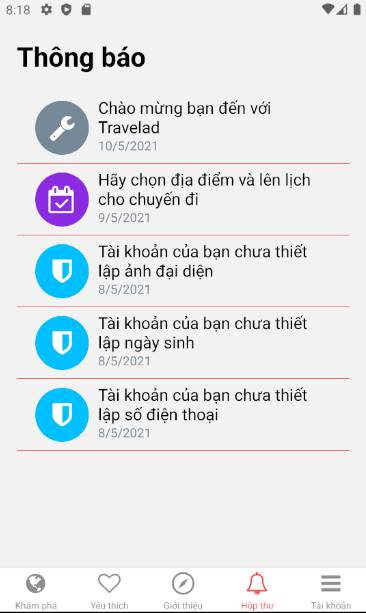 8:18
Thông báo
Chào mừng bạn đến với
Travelad
10/5/2021
Hãy chọn địa điểm và lên lịch
cho chuyến đi
9/5/2021
Tài khoản của bạn chưa thiết
lập ảnh đại diện
8/5/2021
Tài khoản của bạn chưa thiết
lập ngày sinh
8/5/2021
Tài khoản của bạn chưa thiết
lập số điện thoại
8/5/2021
Khám phá Yêu thích Giới thiệu Hộp thư Tài khoản